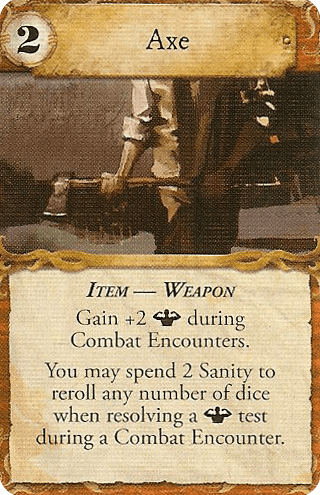 2
Axe
ITEM — WEAPON
Gain +2 during
Combat Encounters.
You may spend 2 Sanity to
reroll any number of dice
when resolving a test
during a Combat Encounter.